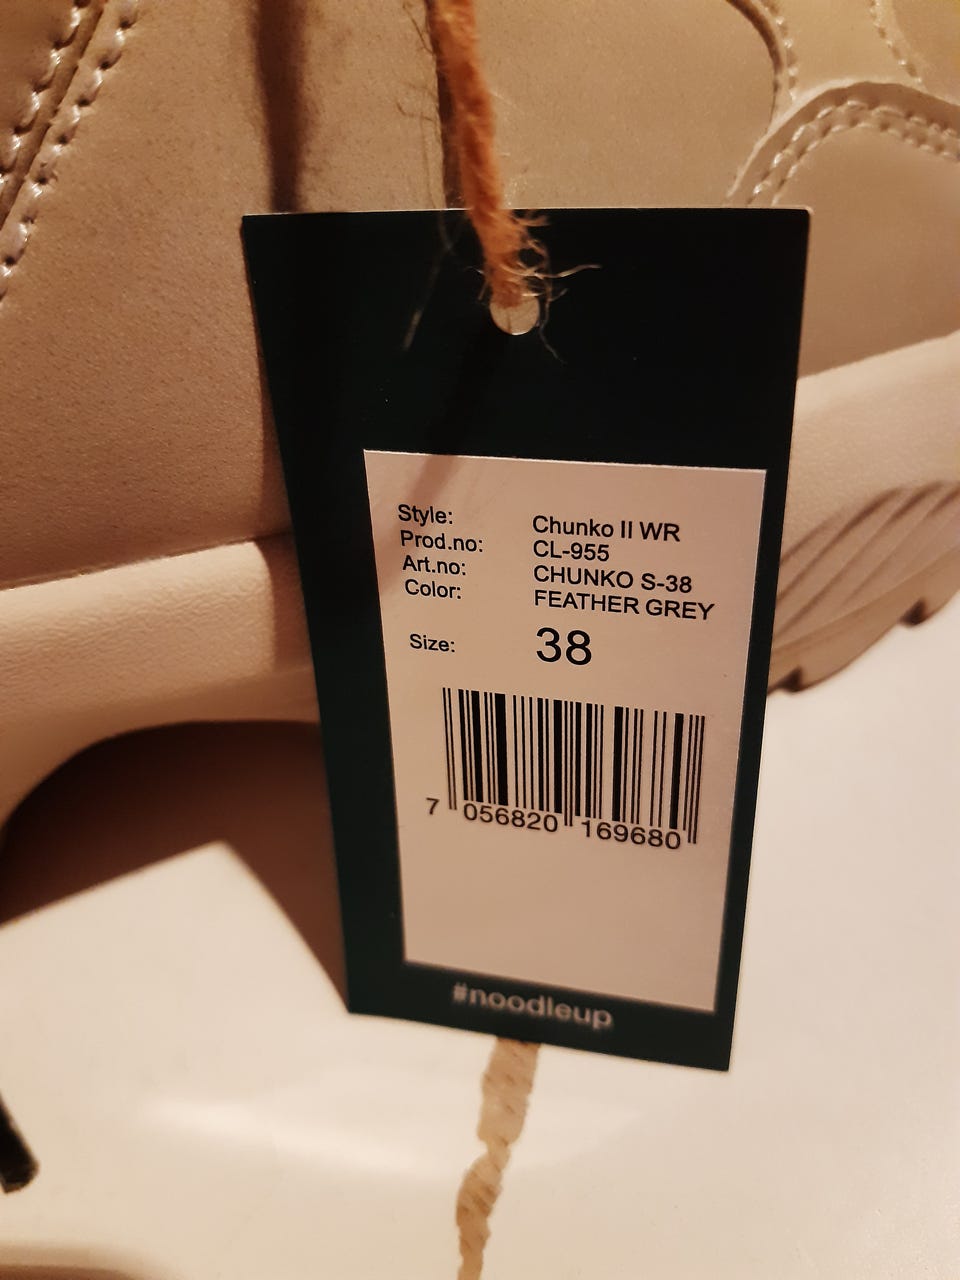 Style: Chunko II WR
Prod.no: CL-955
Art.no: CHUNKO S-38
Color: FEATHER GREY
Size: 38
7 056820 169680
#noodleup